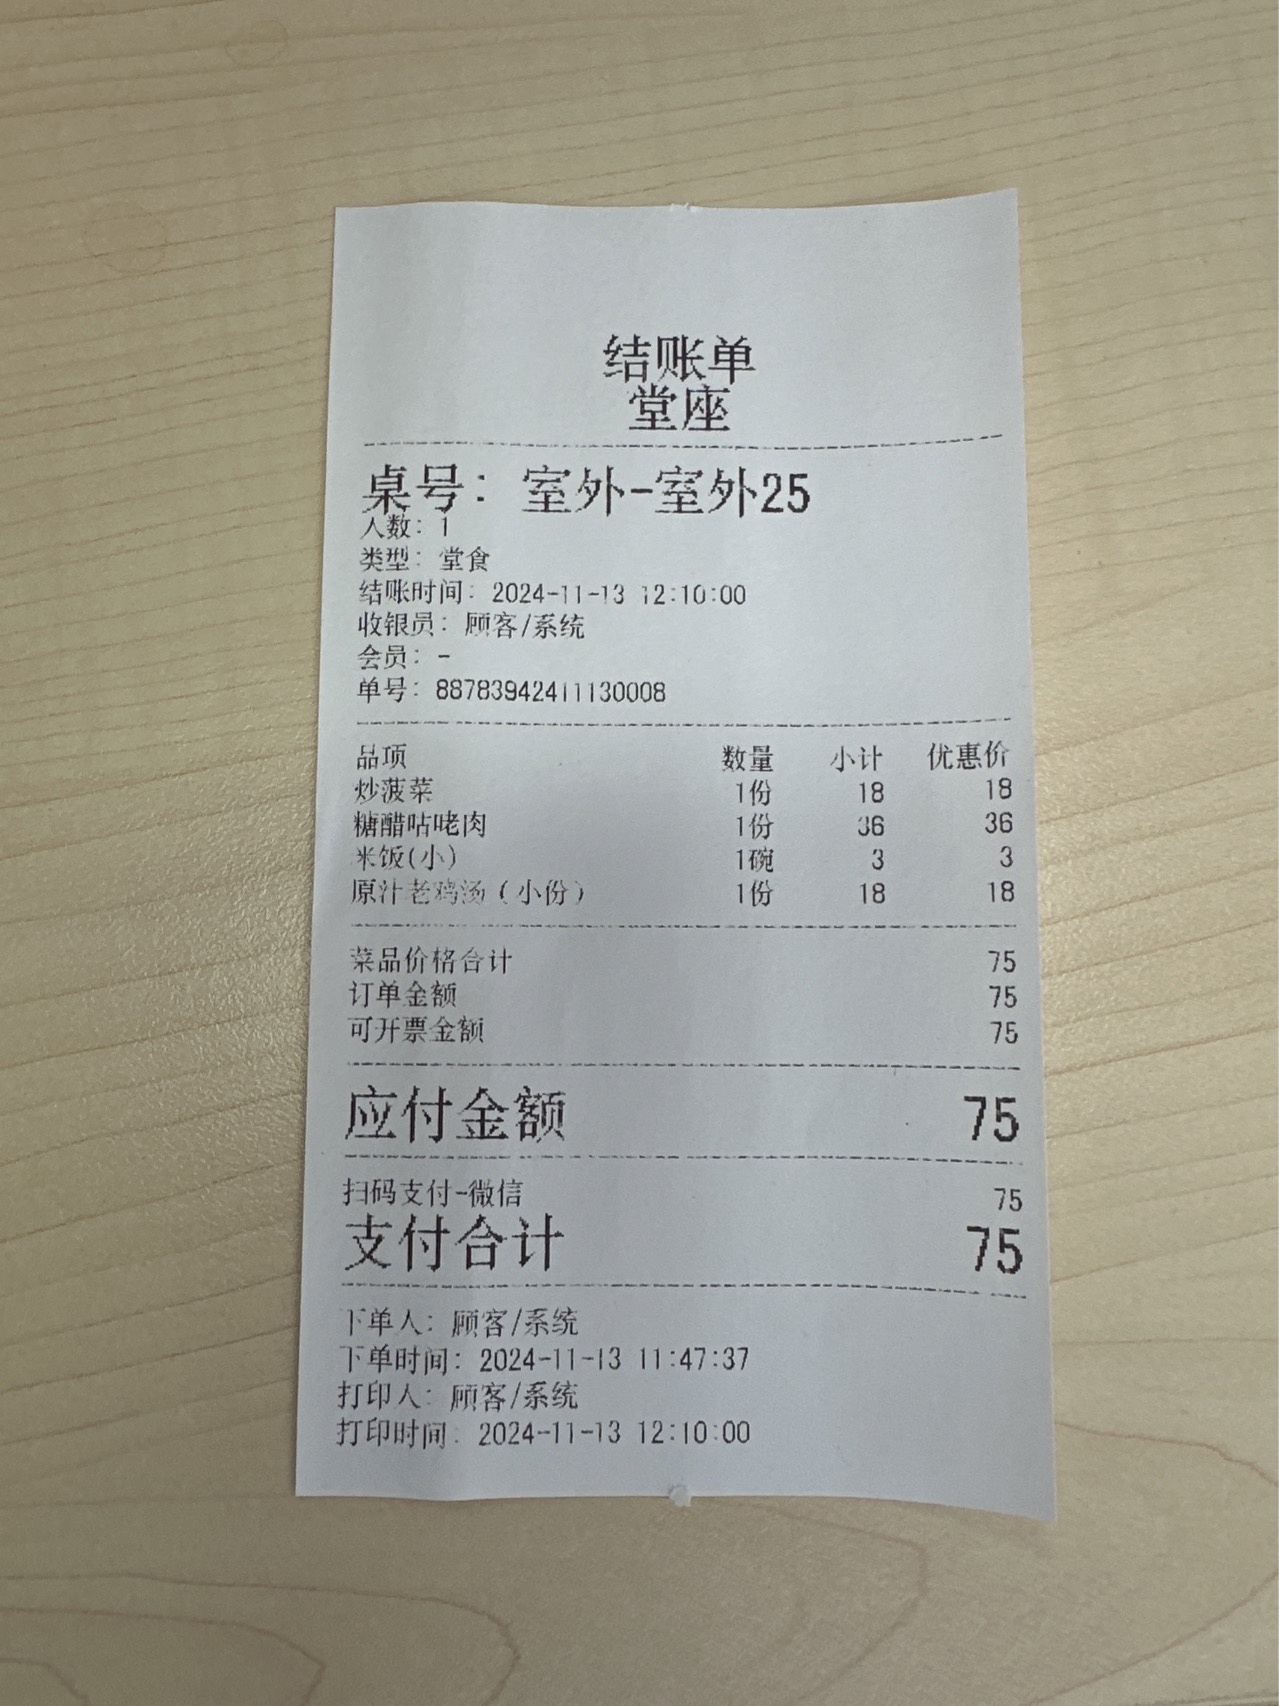 结账单
堂座
桌号: 室外-室外25
人数: 1
类型: 堂食
结账时间: 2024-11-13 12:10:00
收银员: 顾客/系统
会员: -
单号: 88783942411130008
品项 数量 小计 优惠价
炒菠菜 1份 18 18
糖醋咕咾肉 1份 36 36
米饭(小) 1碗 3 3
原汁老鸡汤（小份） 1份 18 18
菜品价格合计 75
订单金额 75
可开票金额 75
应付金额 75
扫码支付-微信 75
支付合计 75
下单人: 顾客/系统
下单时间: 2024-11-13 11:47:37
打印人: 顾客/系统
打印时间: 2024-11-13 12:10:00